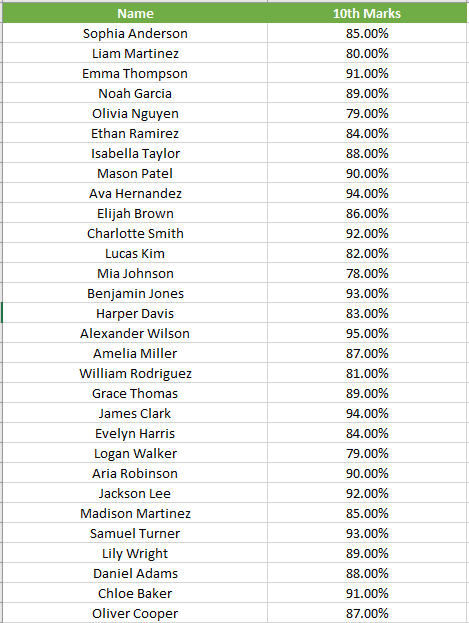 Name 10th Marks
Sophia Anderson 85.00%
Liam Martinez 80.00%
Emma Thompson 91.00%
Noah Garcia 89.00%
Olivia Nguyen 79.00%
Ethan Ramirez 84.00%
Isabella Taylor 88.00%
Mason Patel 90.00%
Ava Hernandez 94.00%
Elijah Brown 86.00%
Charlotte Smith 92.00%
Lucas Kim 82.00%
Mia Johnson 78.00%
Benjamin Jones 93.00%
Harper Davis 83.00%
Alexander Wilson 95.00%
Amelia Miller 87.00%
William Rodriguez 81.00%
Grace Thomas 89.00%
James Clark 94.00%
Evelyn Harris 84.00%
Logan Walker 79.00%
Aria Robinson 90.00%
Jackson Lee 92.00%
Madison Martinez 85.00%
Samuel Turner 93.00%
Lily Wright 89.00%
Daniel Adams 88.00%
Chloe Baker 91.00%
Oliver Cooper 87.00%